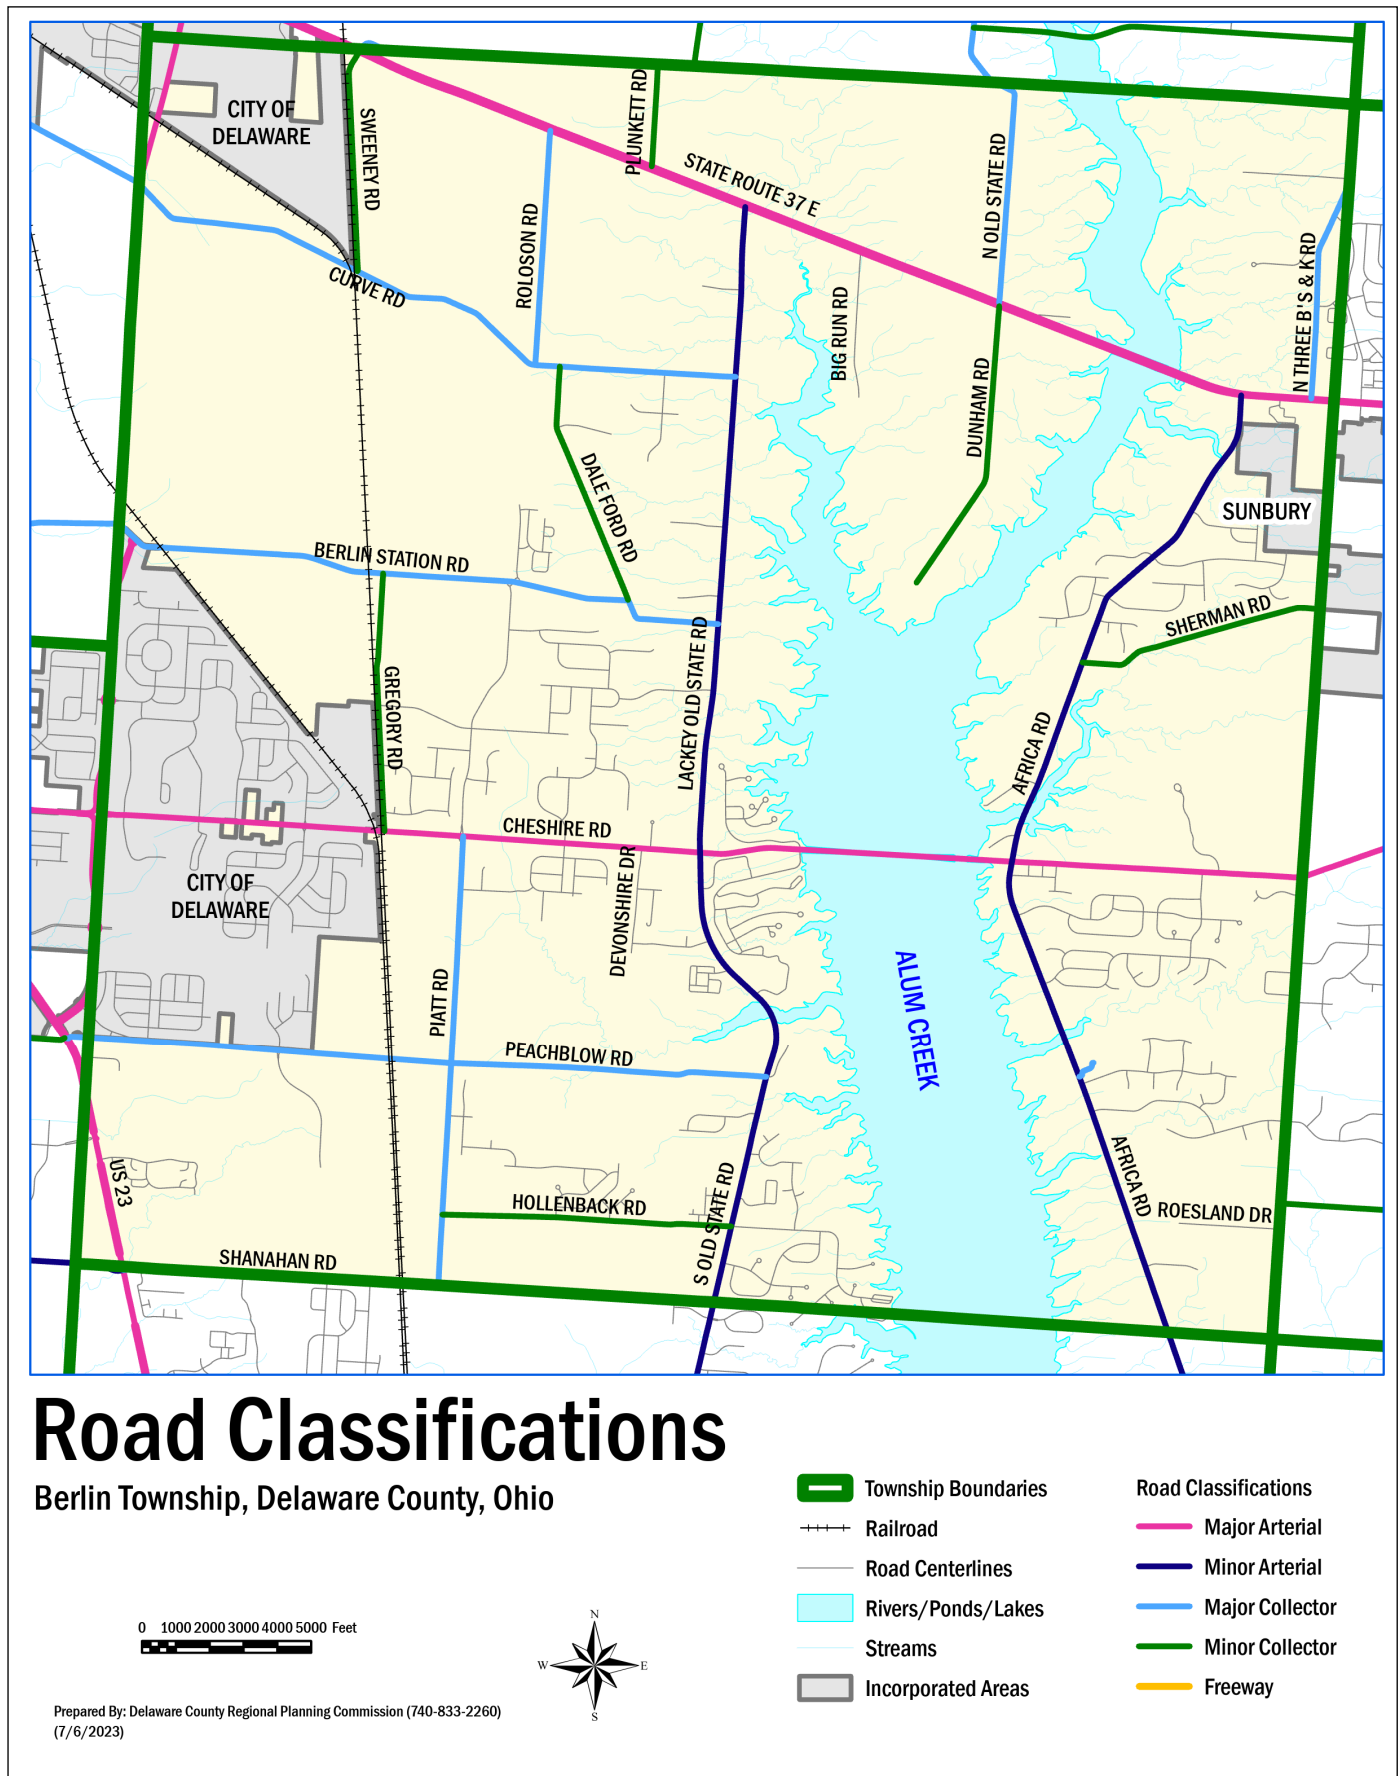 CITY OF
DELAWARE
SWEENEY RD
PLUNKETT RD
STATE ROUTE 37 E
N OLD STATE RD
ROLOSON RD
N THREE B'S & K RD
CURVE RD
BIG RUN RD
DUNHAM RD
DALE FORD RD
SUNBURY
BERLIN STATION RD
SHERMAN RD
LACKEY OLD STATE RD
GREGORY RD
AFRICA RD
CHESHIRE RD
DEVONSHIRE DR
CITY OF
DELAWARE
ALUM CREEK
PIATT RD
PEACHBLOW RD
US 23
AFRICA RD
HOLLENBACK RD
S OLD STATE RD
ROESLAND DR
SHANAHAN RD
Road Classifications
Berlin Township, Delaware County, Ohio
Township Boundaries
Railroad
Road Centerlines
Rivers/Ponds/Lakes
Streams
Incorporated Areas
Road Classifications
Major Arterial
Minor Arterial
Major Collector
Minor Collector
Freeway
0 1000 2000 3000 4000 5000 Feet
N
W E
S
Prepared By: Delaware County Regional Planning Commission (740-833-2260)
(7/6/2023)